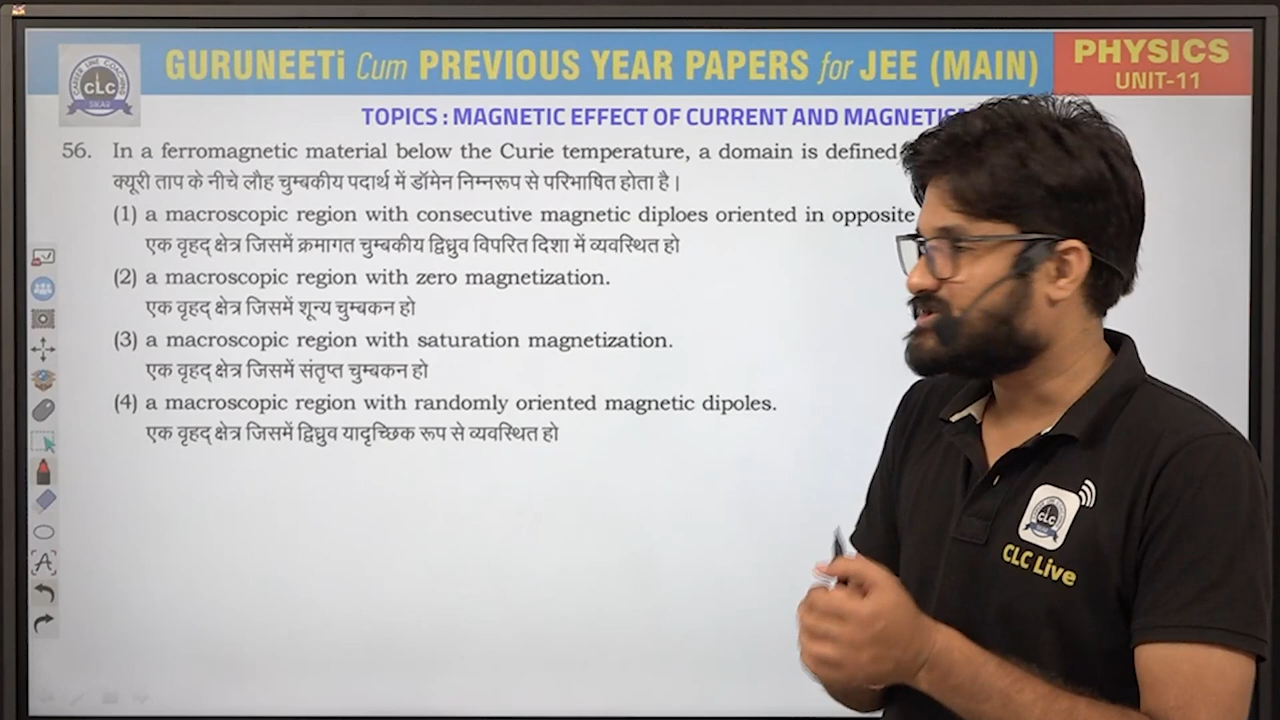 GURUNEETi Cum PREVIOUS YEAR PAPERS for JEE (MAIN)
PHYSICS
UNIT-11
CLC
SIKAR
TOPICS : MAGNETIC EFFECT OF CURRENT AND
56. In a ferromagnetic material below the Curie temperature, a domain is defined
क्यूरी ताप के नीचे लौह चुम्बकीय पदार्थ में डॉमेन निम्नरूप से परिभाषित होता है।
(1) a macroscopic region with consecutive magnetic diploes oriented in opposite
एक वृहद् क्षेत्र जिसमें क्रमागत चुम्बकीय द्विध्रुव विपरित दिशा में व्यवस्थित हो
(2) a macroscopic region with zero magnetization.
एक वृहद् क्षेत्र जिसमें शून्य चुम्बकन हो
(3) a macroscopic region with saturation magnetization.
एक वृहद् क्षेत्र जिसमें संतृप्त चुम्बकन हो
(4) a macroscopic region with randomly oriented magnetic dipoles.
एक वृहद् क्षेत्र जिसमें द्विध्रुव यादृच्छिक रूप से व्यवस्थित हो
CLC
CLC Live